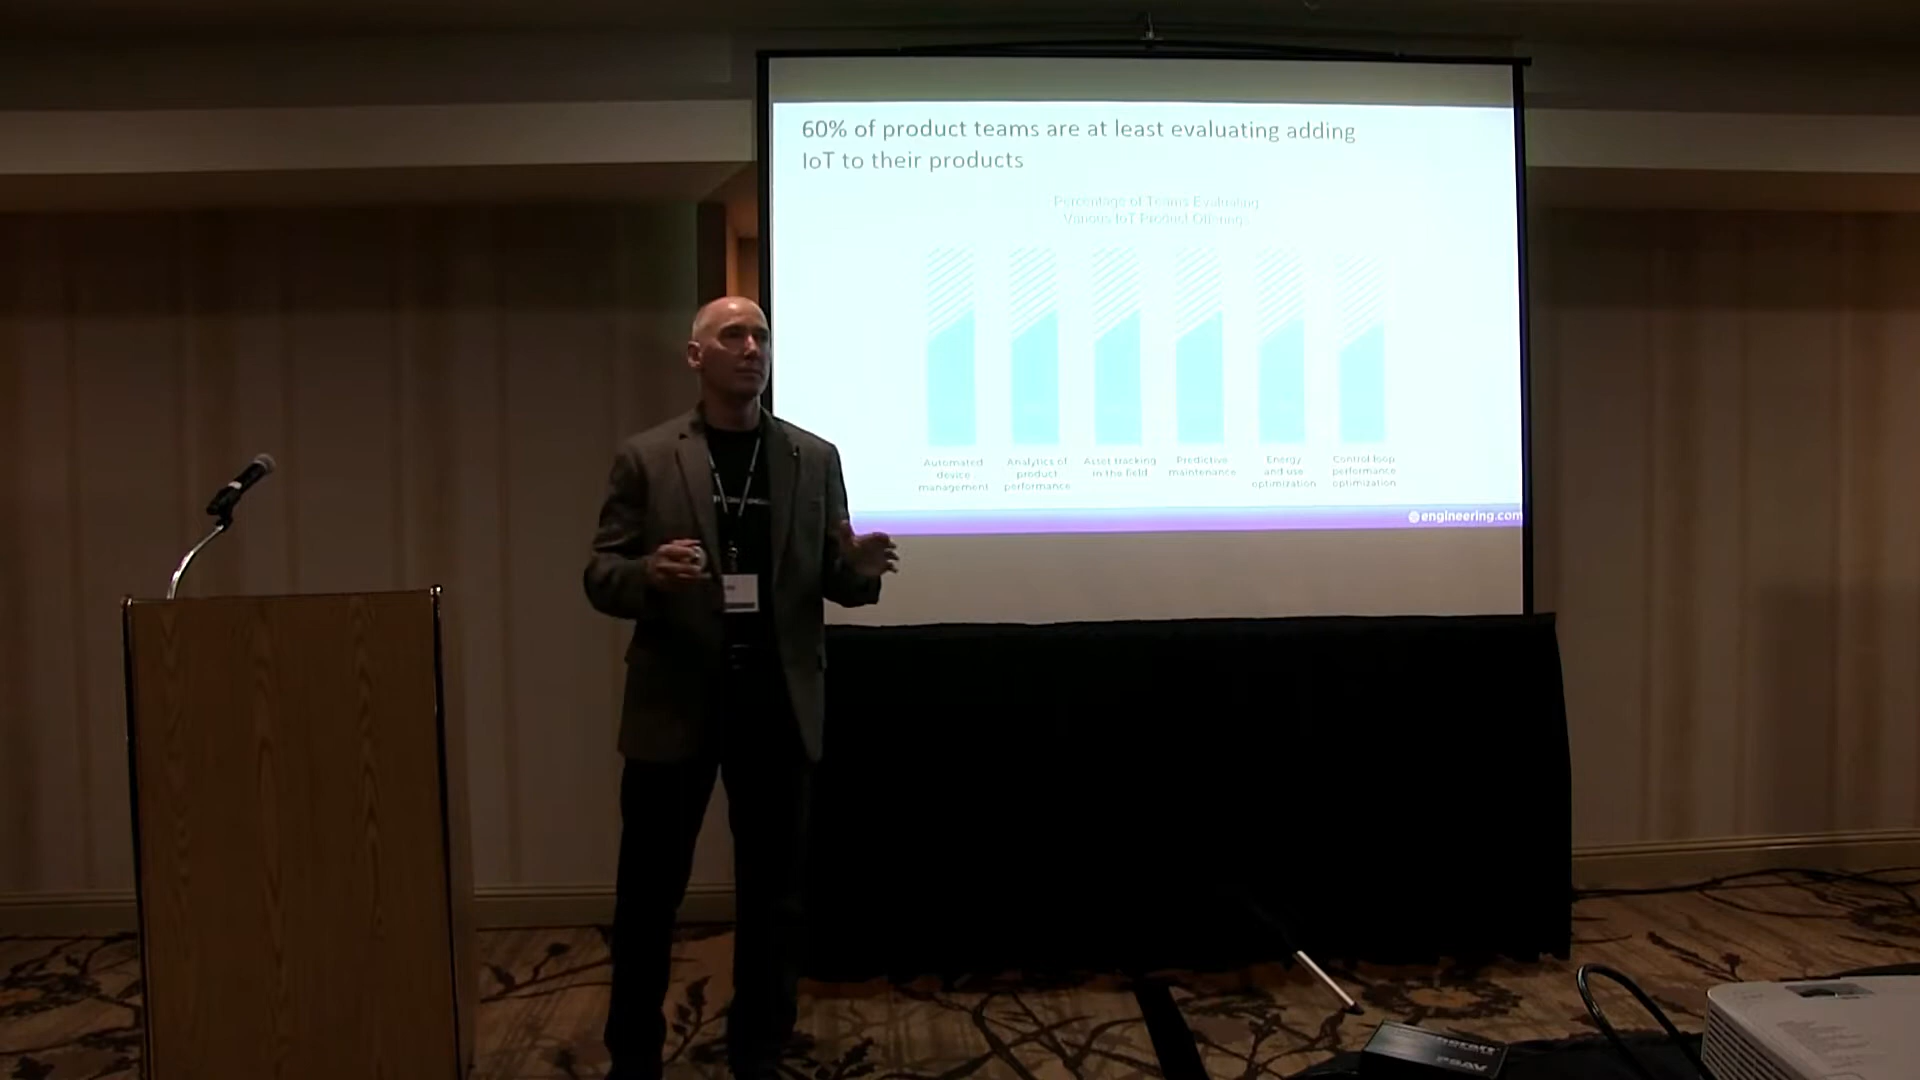 60% of product teams are at least evaluating adding
IoT to their products
Percentage of Teams Evaluating
Various IoT Product Offerings
Automated
device
management
Analytics of
product
performance
Asset tracking
in the field
Predictive
maintenance
Energy
and use
optimization
Control loop
performance
optimization
engineering.com
PSAV